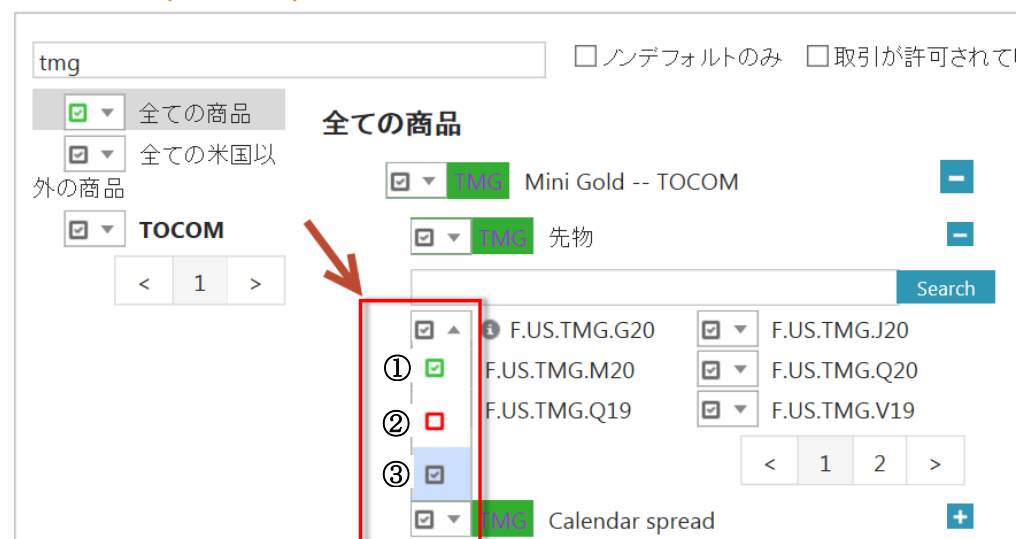 tmg
ノンデフォルトのみ 取引が許可されて
全ての商品
全ての米国以
外の商品
TOCOM
< 1 >
全ての商品
TMG Mini Gold -- TOCOM
TMG 先物
Search
F.US.TMG.G20 F.US.TMG.J20
① F.US.TMG.M20 F.US.TMG.Q20
② F.US.TMG.Q19 F.US.TMG.V19
③ < 1 2 >
TMG Calendar spread